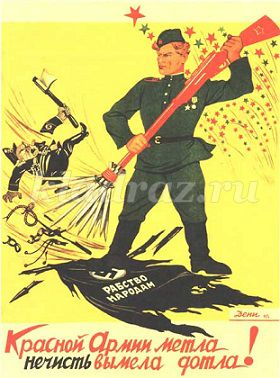 РАБСТВО
НАРОДАМ
Дени 45
Красной Армии метла
нечисть вымела дотла!